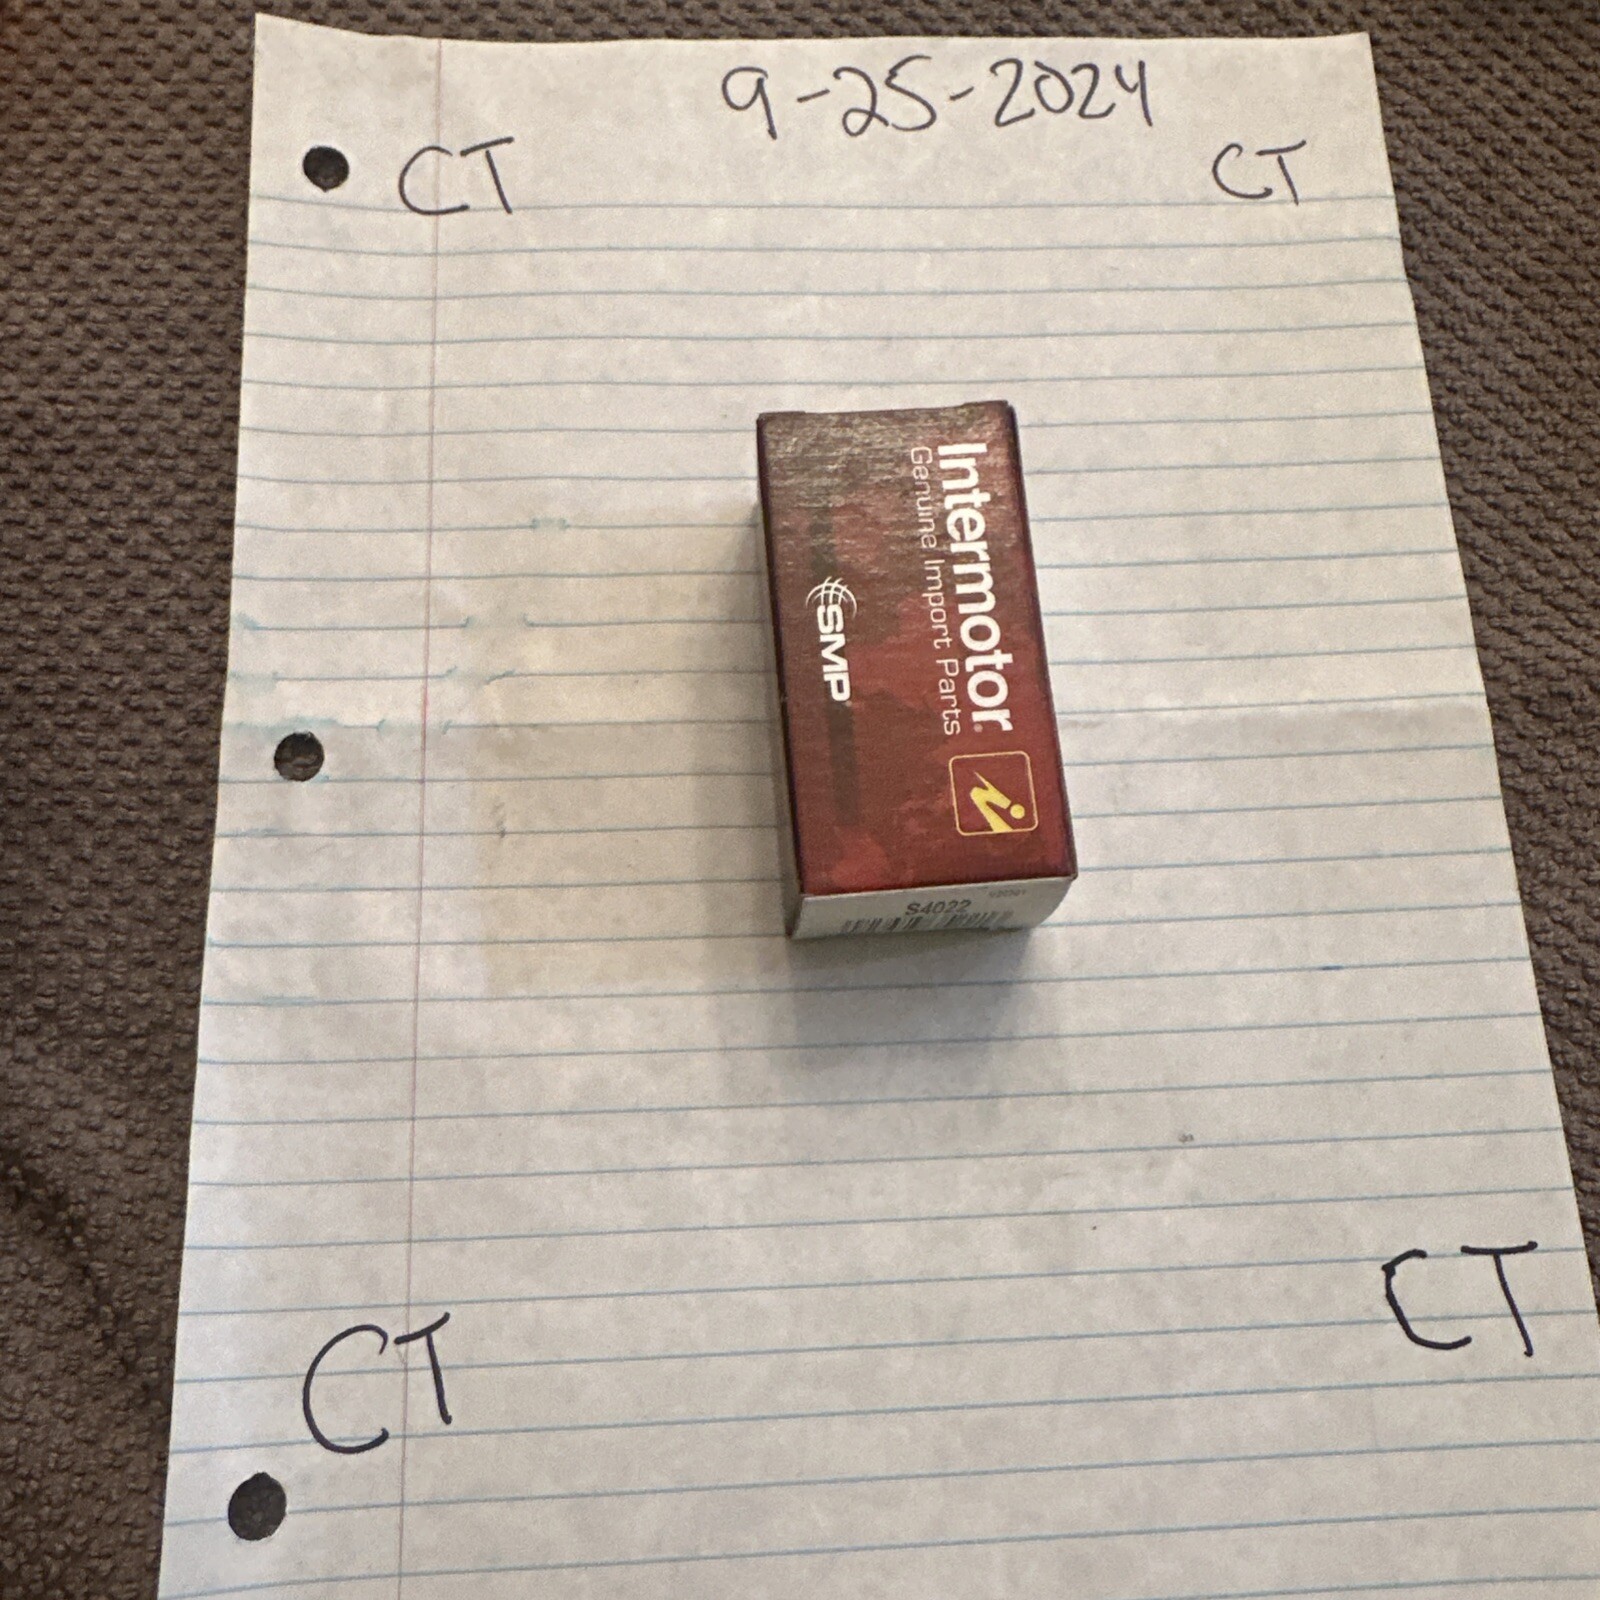 9-25-2024
CT
CT
Intermotor
Genuine Import Parts
SMP
S4022
CT
CT